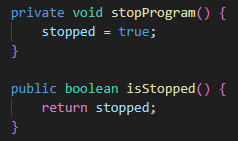 private void stopProgram() {
    stopped = true;
}

public boolean isStopped() {
    return stopped;
}